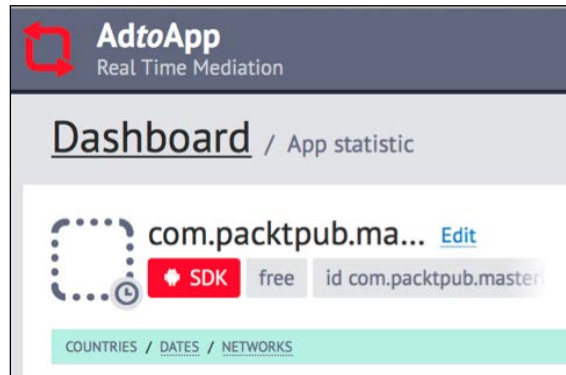 AdtoApp
Real Time Mediation
Dashboard / App statistic
com.packtpub.ma... Edit
SDK free id com.packtpub.master
COUNTRIES / DATES / NETWORKS